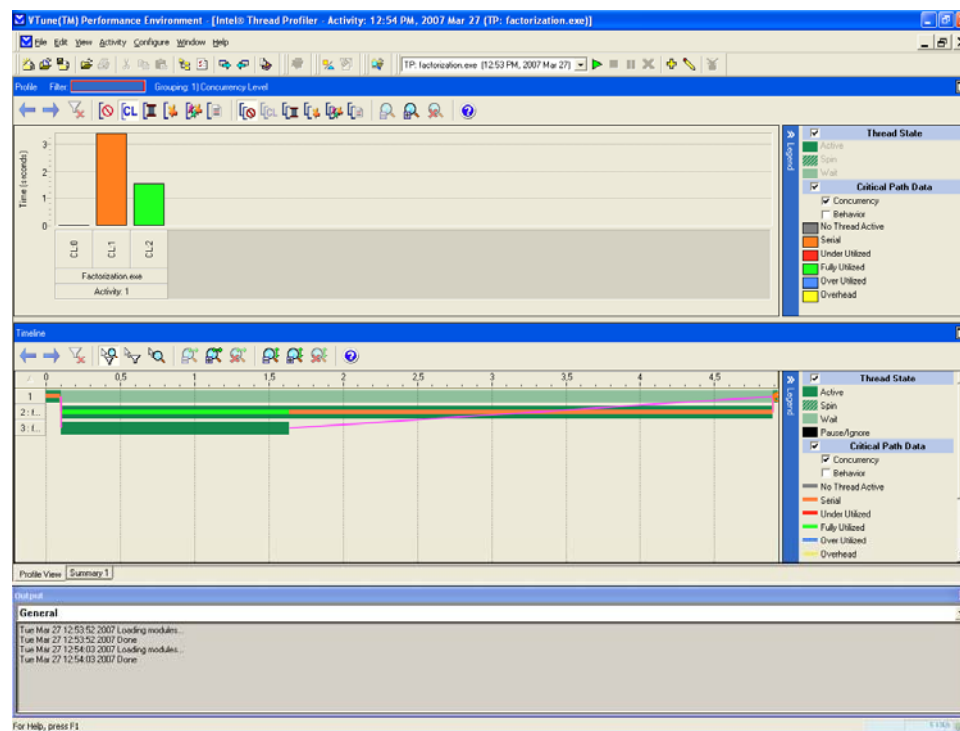 VTune(TM) Performance Environment - [Intel® Thread Profiler - Activity: 12:54 PM, 2007 Mar 27 (TP: factorization.exe)]
File Edit View Activity Configure Window Help
TP: factorization.exe (12:53 PM, 2007 Mar 27)
Profile Filter: Grouping: 1) Concurrency Level
CL
Time (seconds)
3
2
1
0
CL0
CL1
CL2
Factorization.exe
Activity: 1
Legend
Thread State
Active
Spin
Wait
Critical Path Data
Concurrency
Behavior
No Thread Active
Serial
Under Utilized
Fully Utilized
Over Utilized
Overhead
Timeline
0 0,5 1 1,5 2 2,5 3 3,5 4 4,5
1
2 : f...
3 : f...
Legend
Thread State
Active
Spin
Wait
Pause/Ignore
Critical Path Data
Concurrency
Behavior
No Thread Active
Serial
Under Utilized
Fully Utilized
Over Utilized
Overhead
Profile View Summary 1
Output
General
Tue Mar 27 12:53:52 2007 Loading modules...
Tue Mar 27 12:53:52 2007 Done
Tue Mar 27 12:54:03 2007 Loading modules...
Tue Mar 27 12:54:03 2007 Done
For Help, press F1